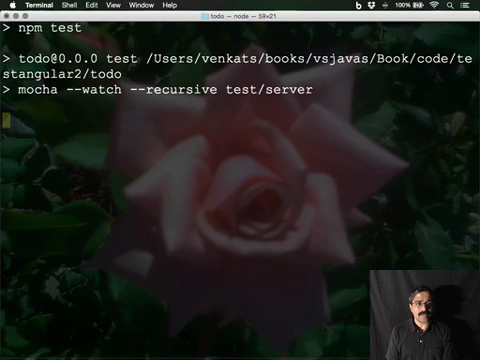 Terminal Shell Edit View Window Help
100%
todo — node — 59×21
> npm test
> todo@0.0.0 test /Users/venkats/books/vsjavas/Book/code/te
stangular2/todo
> mocha --watch --recursive test/server